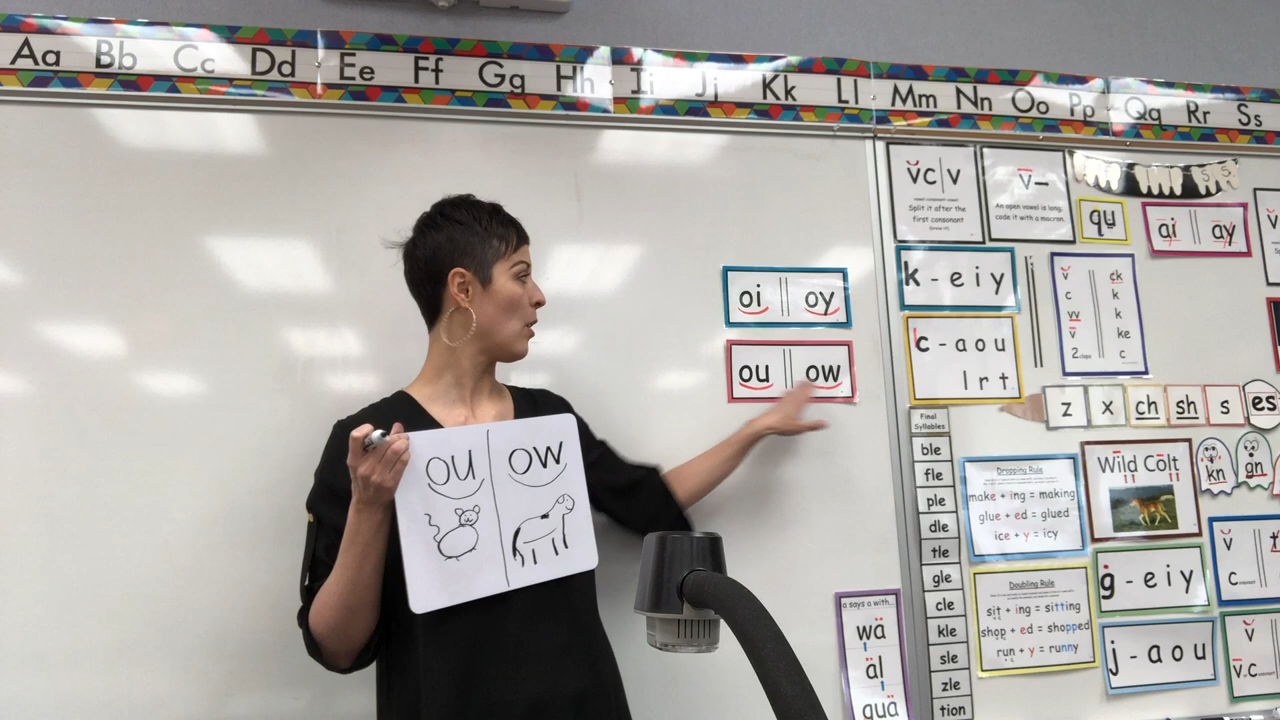 Aa Bb Cc Dd Ee Ff Gg Hh Ii Jj Kk Ll Mm Nn Oo Pp Qq Rr Ss
ou ow
oi oy
ou ow
v̆c|v
Split it after the
first consonant
v̄-
An open vowel is long;
code it with a macron.
qu
ai ay
k - e i y
c - a o u
l r t
ck
c k
k
ke
c
z x ch sh s es
Final
Syllables
ble
fle
ple
dle
tle
gle
cle
kle
sle
zle
tion
Dropping Rule
make + ing = making
glue + ed = glued
ice + y = icy
Wild Colt
kn gn
Doubling Rule
sit + ing = sitting
shop + ed = shopped
run + y = runny
g - e i y
j - a o u
a says a with...
wä
äl
quä